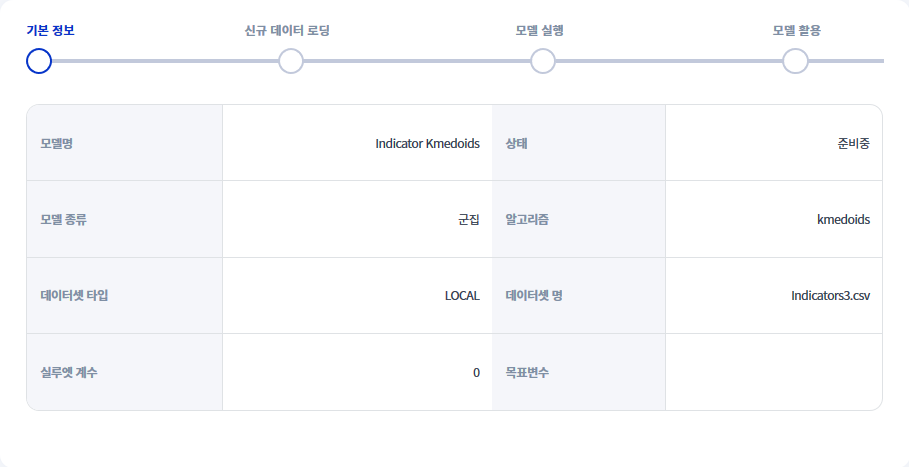 기본 정보 신규 데이터 로딩 모델 실행 모델 활용
모델명 Indicator Kmedoids 상태 준비중
모델 종류 군집 알고리즘 kmedoids
데이터셋 타입 LOCAL 데이터셋 명 Indicators3.csv
실루엣 계수 0 목표변수